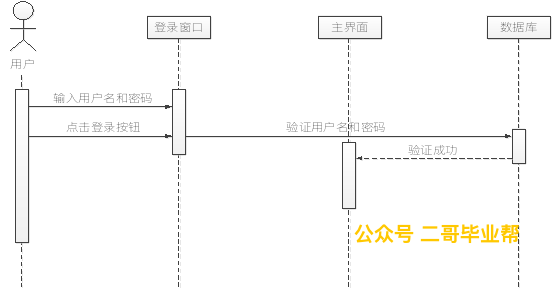 登录窗口
主界面
数据库
用户
输入用户名和密码
点击登录按钮
验证用户名和密码
验证成功
公众号 二哥毕业帮